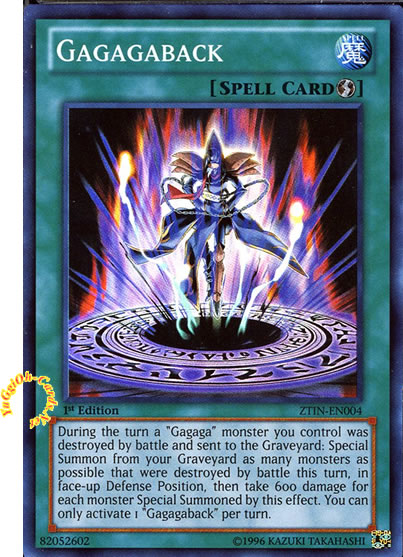 GAGAGABACK
魔
[SPELL CARD]
YuGgiOh-Cards.Net
1st Edition
ZTIN-EN004
During the turn a "Gagaga" monster you control was
destroyed by battle and sent to the Graveyard: Special
Summon from your Graveyard as many monsters as
possible that were destroyed by battle this turn, in
face-up Defense Position, then take 600 damage for
each monster Special Summoned by this effect. You can
only activate 1 "Gagagaback" per turn.
82052602
©1996 KAZUKI TAKAHASHI